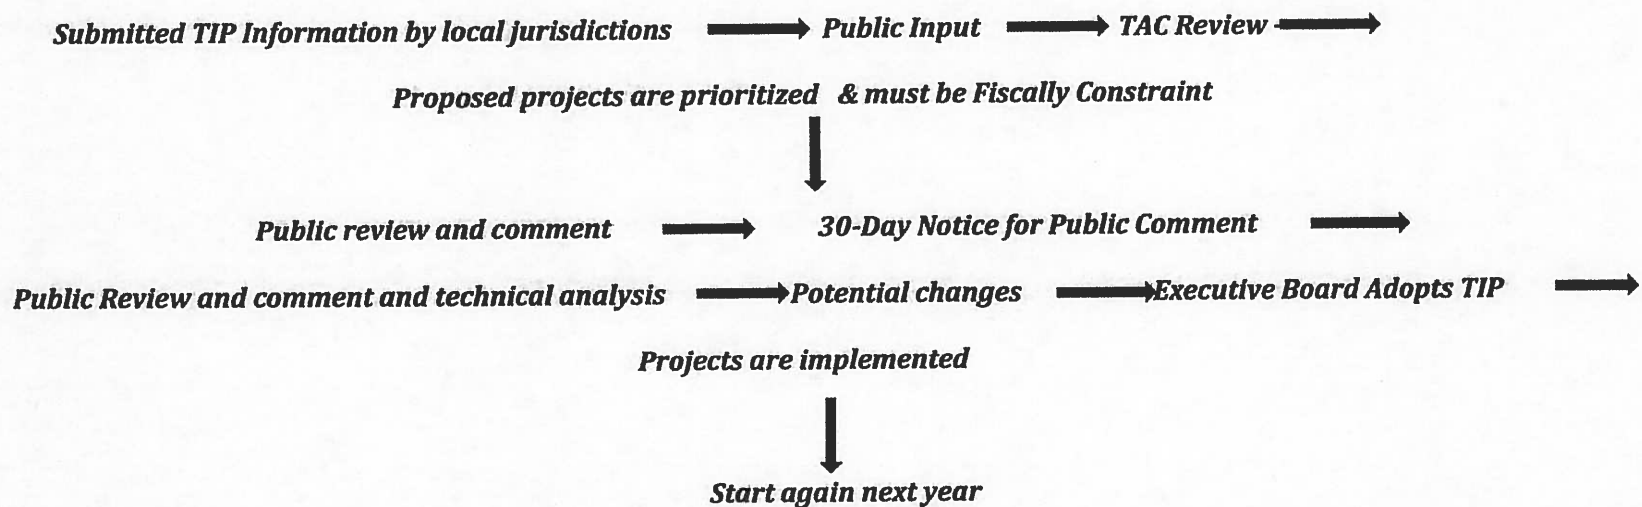 Submitted TIP Information by local jurisdictions Public Input TAC Review
Proposed projects are prioritized & must be Fiscally Constraint
Public review and comment 30-Day Notice for Public Comment
Public Review and comment and technical analysis Potential changes Executive Board Adopts TIP
Projects are implemented
Start again next year